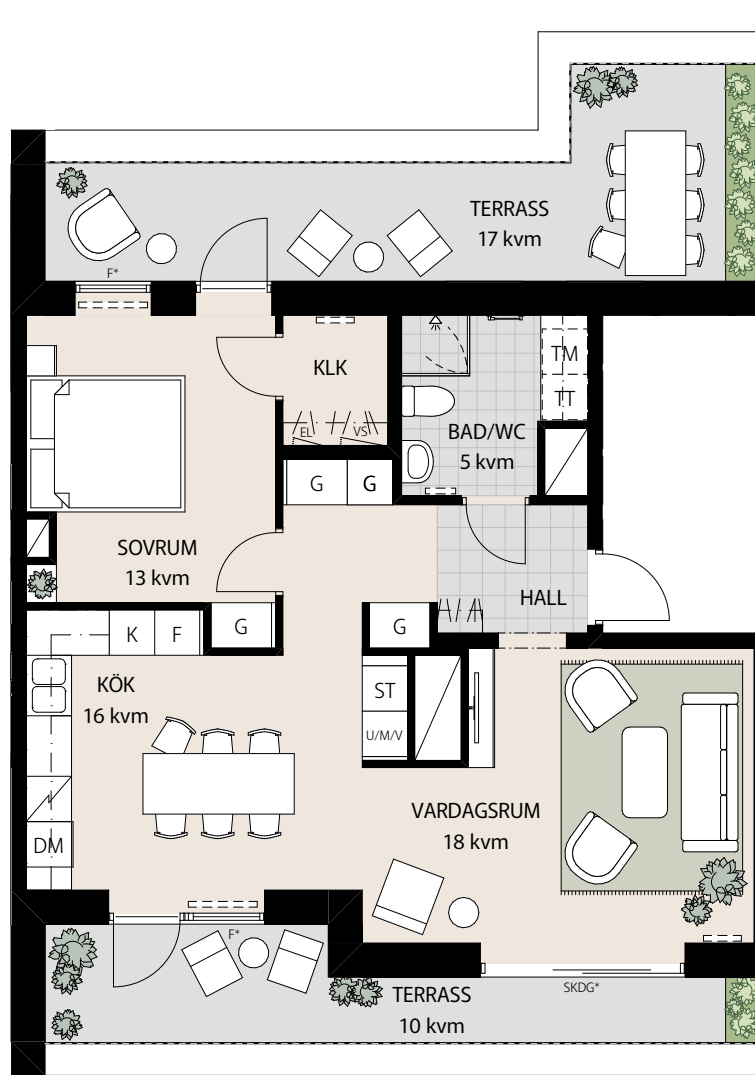 TERRASS
17 kvm
F*
KLK
EL VS
TM
TT
BAD/WC
5 kvm
G G
SOVRUM
13 kvm
HALL
K F G G
KÖK
16 kvm
ST
U/M/V
VARDAGSRUM
18 kvm
DM
F*
SKDG*
TERRASS
10 kvm